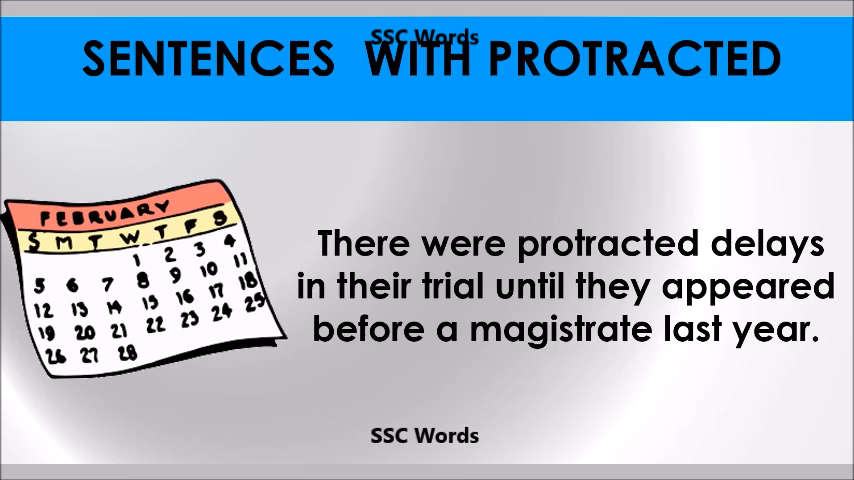 SSC Words
SENTENCES WITH PROTRACTED
FEBRUARY
S M T W T F S
1 2 3 4
5 6 7 8 9 10 11
12 13 14 15 16 17 18
19 20 21 22 23 24 25
26 27 28
There were protracted delays
in their trial until they appeared
before a magistrate last year.
SSC Words